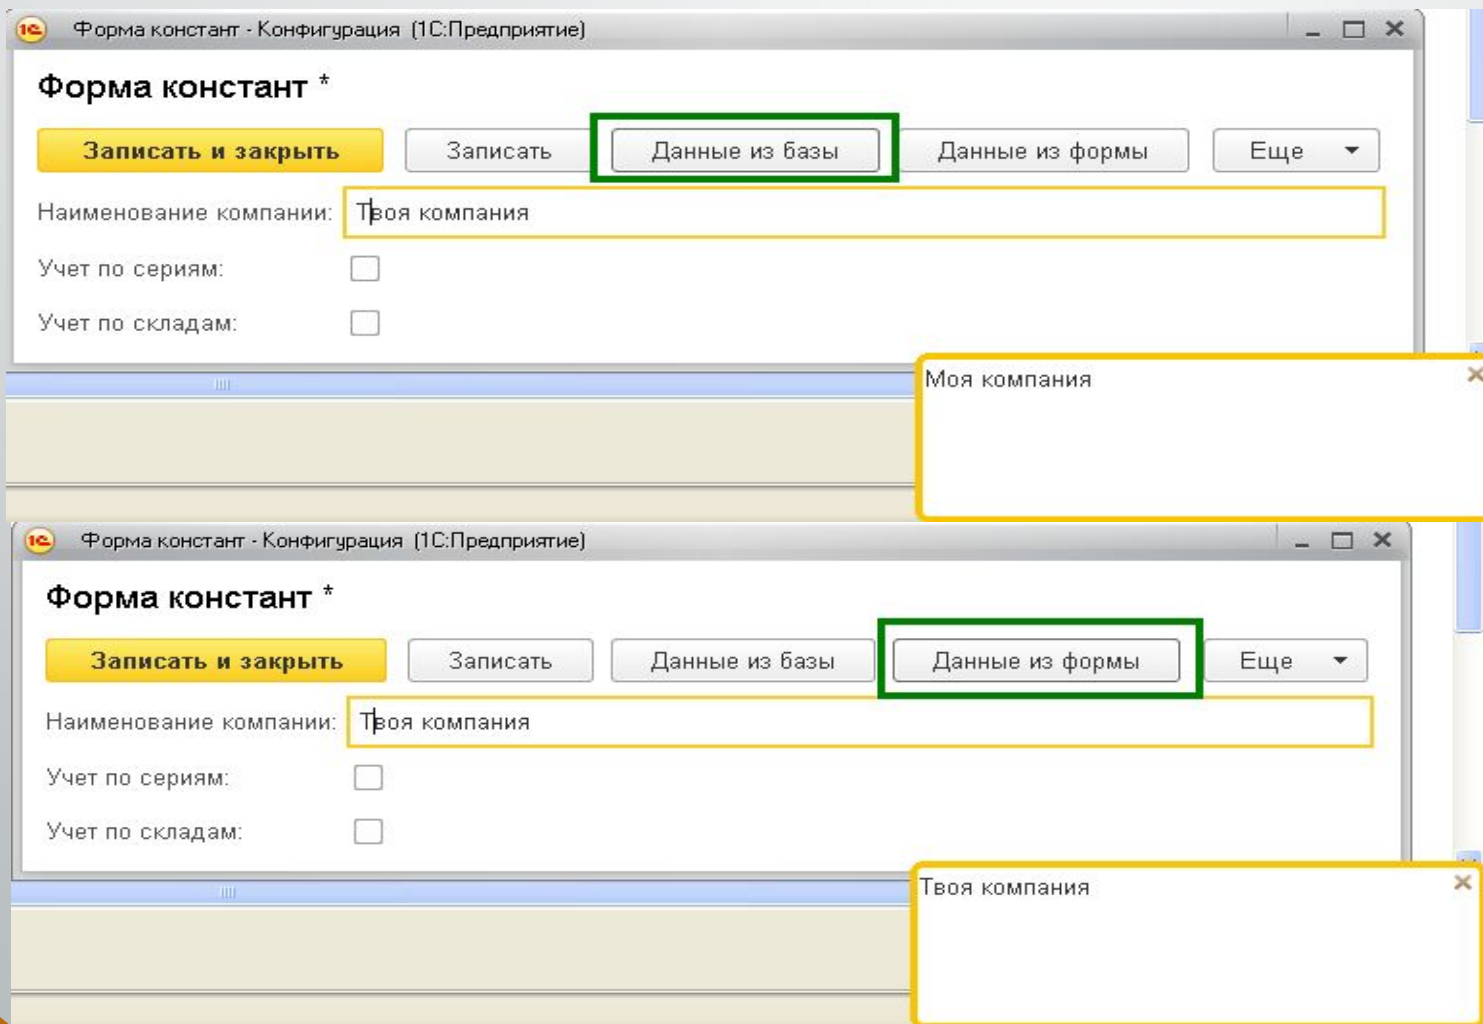 1С Форма констант - Конфигурация (1С:Предприятие)
Форма констант *
Записать и закрыть Записать Данные из базы Данные из формы Еще
Наименование компании: Твоя компания
Учет по сериям:
Учет по складам:
Моя компания
1С Форма констант - Конфигурация (1С:Предприятие)
Форма констант *
Записать и закрыть Записать Данные из базы Данные из формы Еще
Наименование компании: Твоя компания
Учет по сериям:
Учет по складам:
Твоя компания